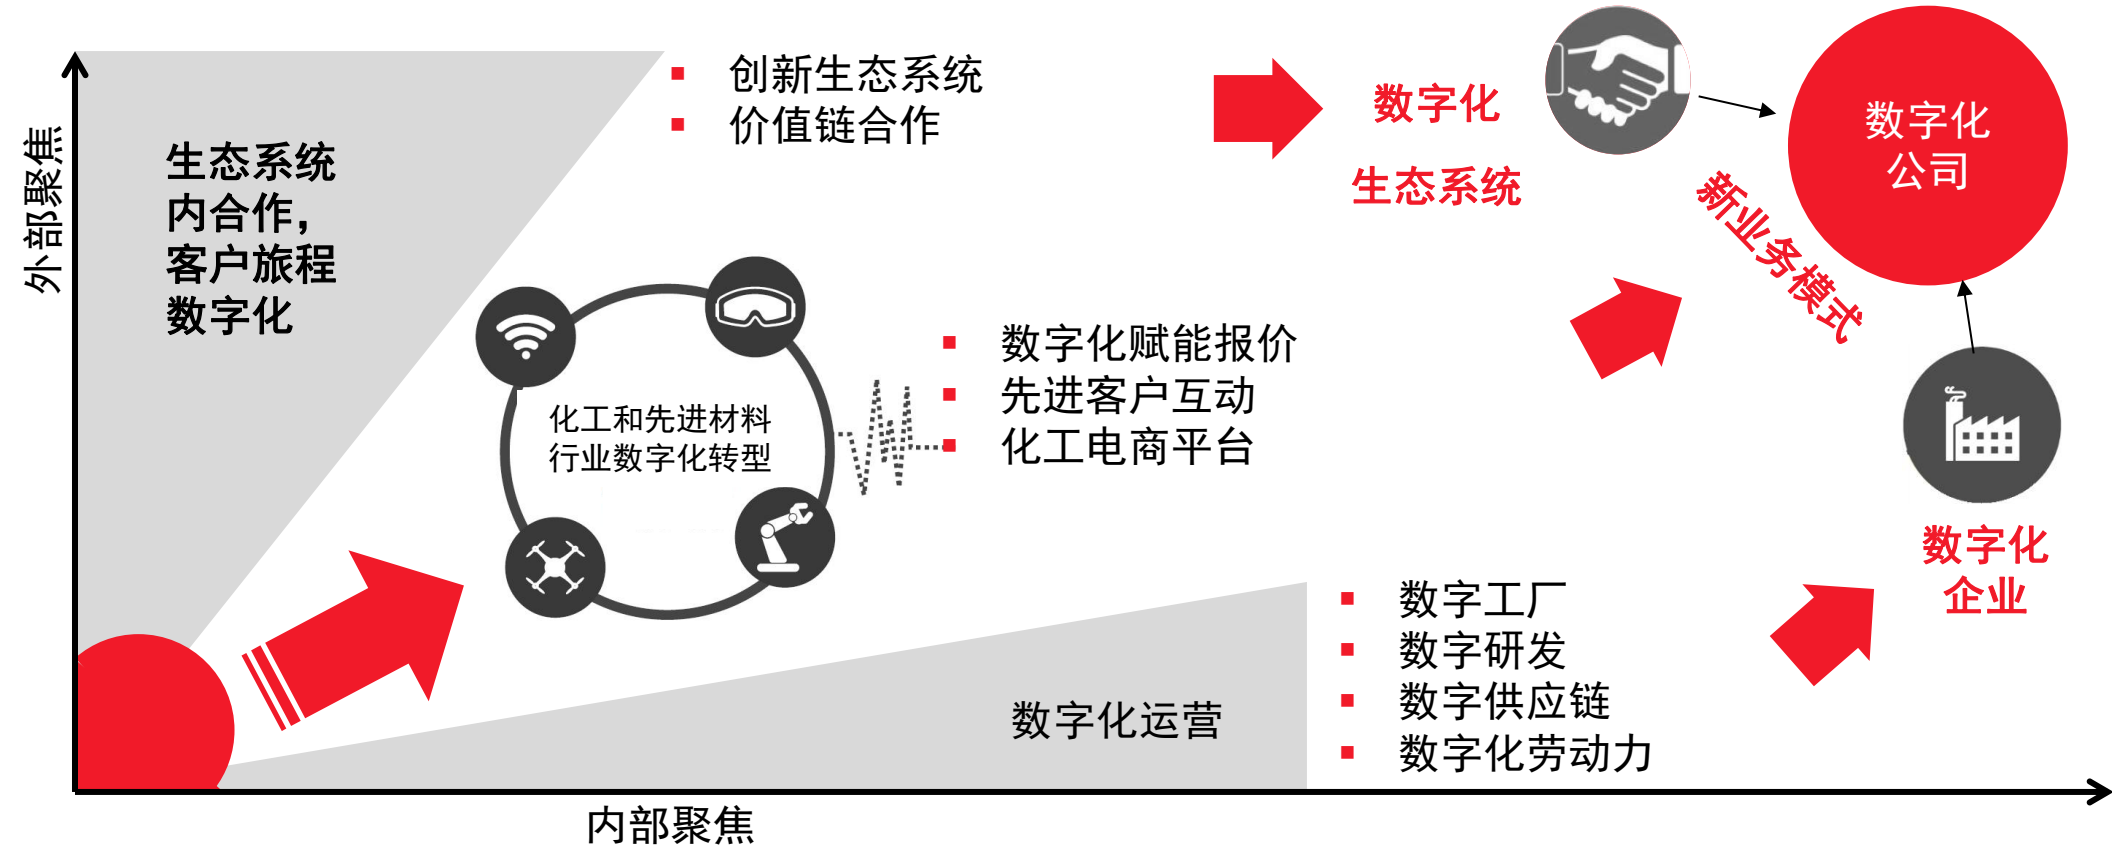 外部聚焦
生态系统
内合作，
客户旅程
数字化
创新生态系统
价值链合作
数字化
生态系统
数字化
公司
新业务模式
化工和先进材料
行业数字化转型
数字化赋能报价
先进客户互动
化工电商平台
数字化
企业
数字化运营
数字工厂
数字研发
数字供应链
数字化劳动力
内部聚焦